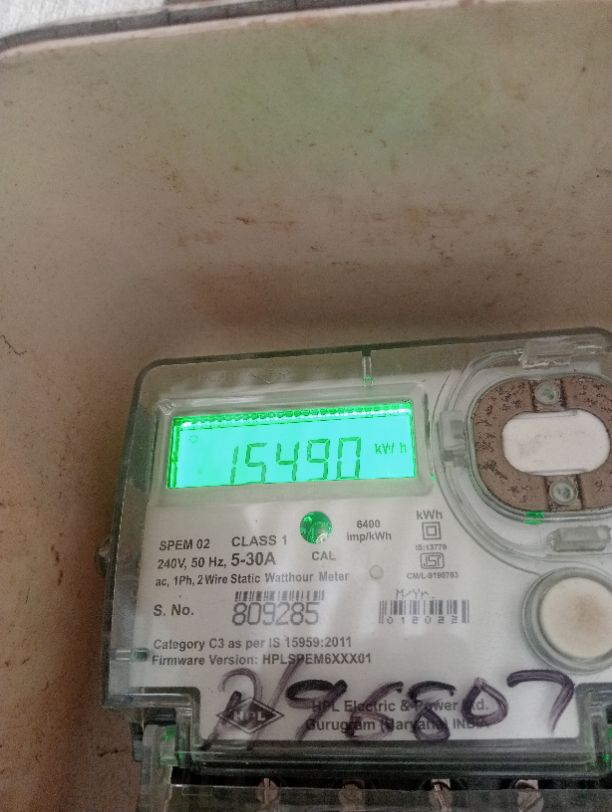 15490 kWh
kWh
6400
imp/kWh
IS:13779
SPEM 02 CLASS 1
240V, 50 Hz, 5-30A CAL
ac, 1Ph, 2 Wire Static Watthour Meter
CM/L-9190783
M/Yr.
S. No. 809285
012022
Category C3 as per IS 15959:2011
Firmware Version: HPLSPEM6XXX01
HPL
HPL Electric & Power Ltd.
Gurugram (Haryana) INDIA